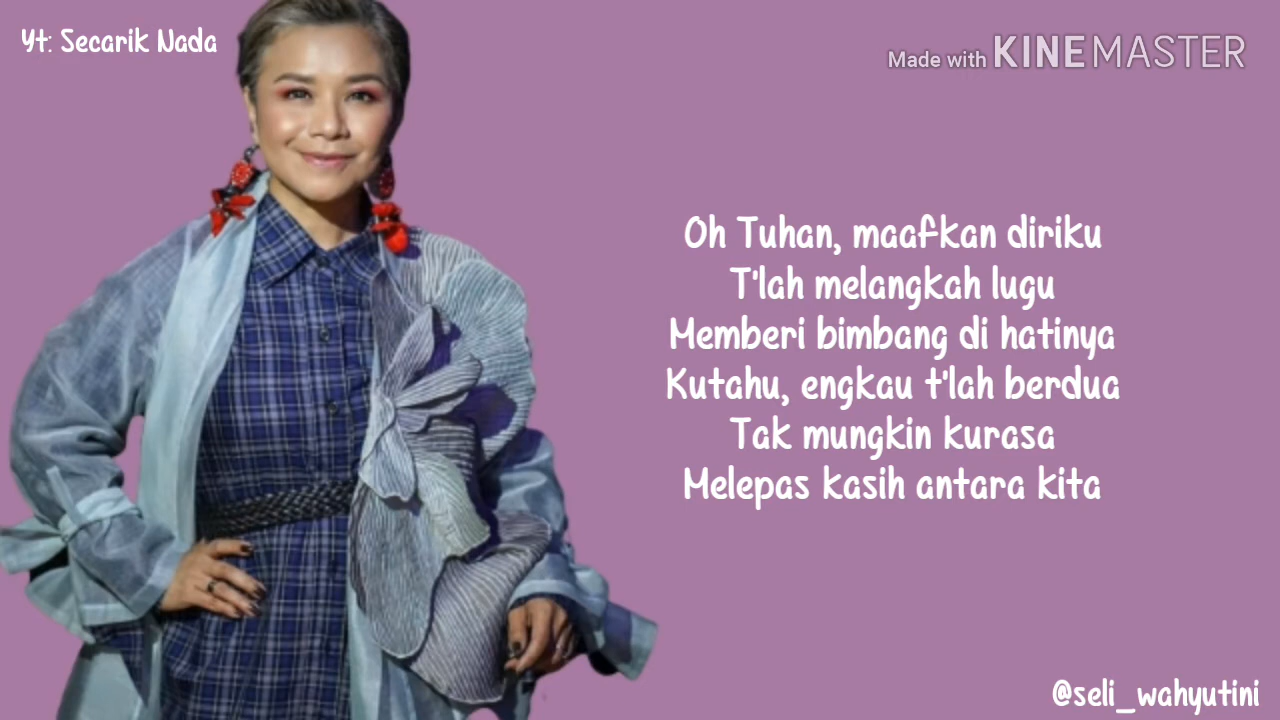 Yt: Secarik Nada
Made with KINEMASTER
Oh Tuhan, maafkan diriku
T'lah melangkah lugu
Memberi bimbang di hatinya
Kutahu, engkau t'lah berdua
Tak mungkin kurasa
Melepas kasih antara kita
@seli_wahyutini